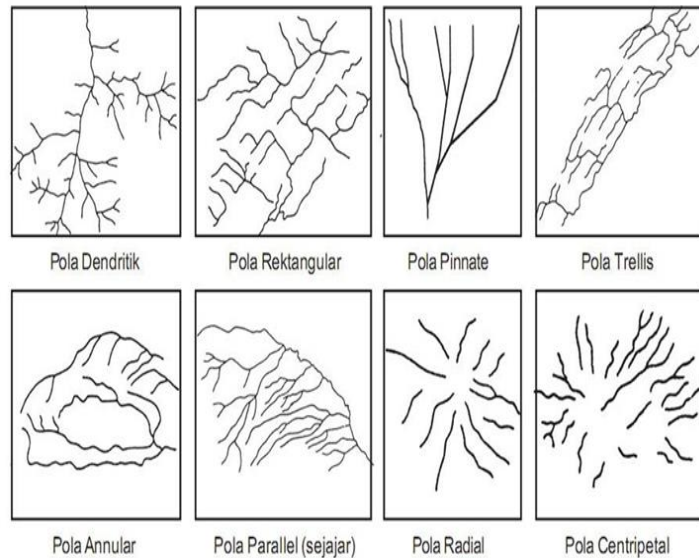 Pola Dendritik
Pola Rektangular
Pola Pinnate
Pola Trellis
Pola Annular
Pola Parallel (sejajar)
Pola Radial
Pola Centripetal